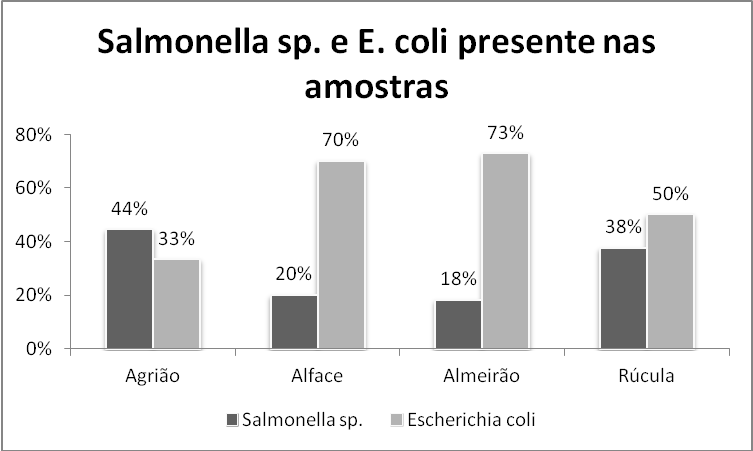 Salmonella sp. e E. coli presente nas
amostras
80%
60%
40%
20%
0%
44%
33%
20%
70%
18%
73%
38%
50%
Agrião
Alface
Almeirão
Rúcula
Salmonella sp.
Escherichia coli